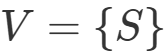 V = {S}